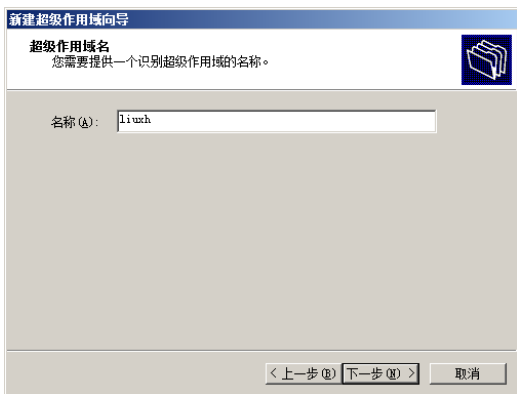 新建超级作用域向导
超级作用域名
您需要提供一个识别超级作用域的名称。
名称(A): liuxh
< 上一步(B) 下一步(N) > 取消